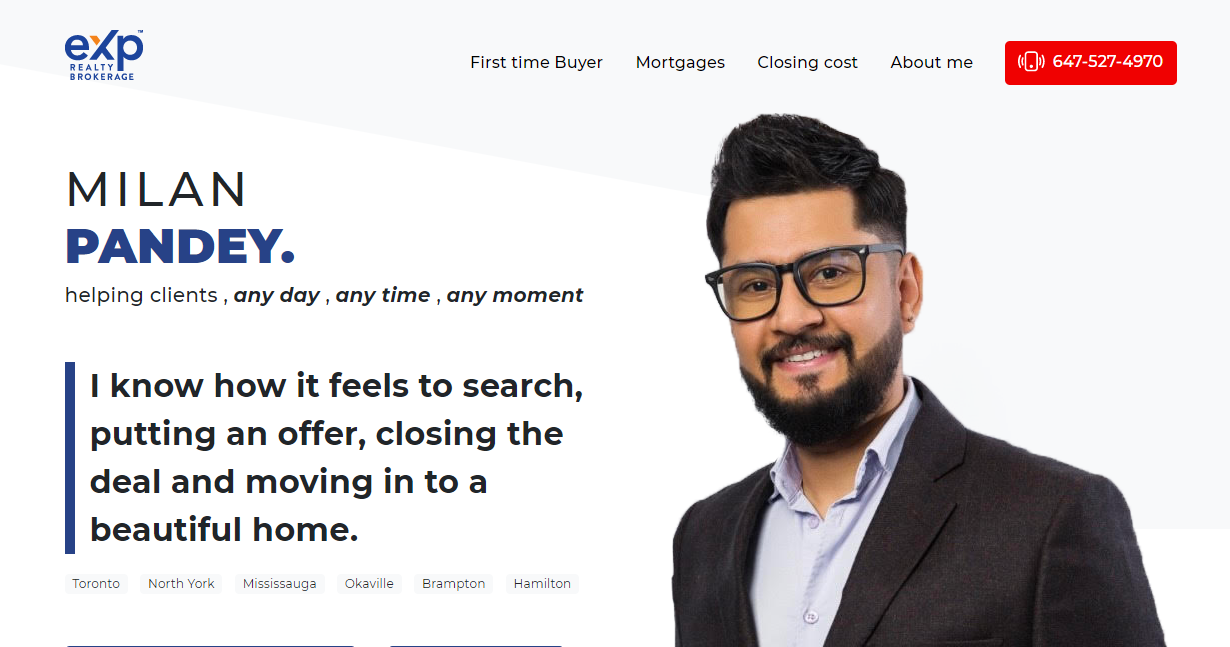 eXp™
REALTY
BROKERAGE
First time Buyer Mortgages Closing cost About me 647-527-4970
MILAN
PANDEY.
helping clients , any day , any time , any moment
I know how it feels to search,
putting an offer, closing the
deal and moving in to a
beautiful home.
Toronto North York Mississauga Okaville Brampton Hamilton